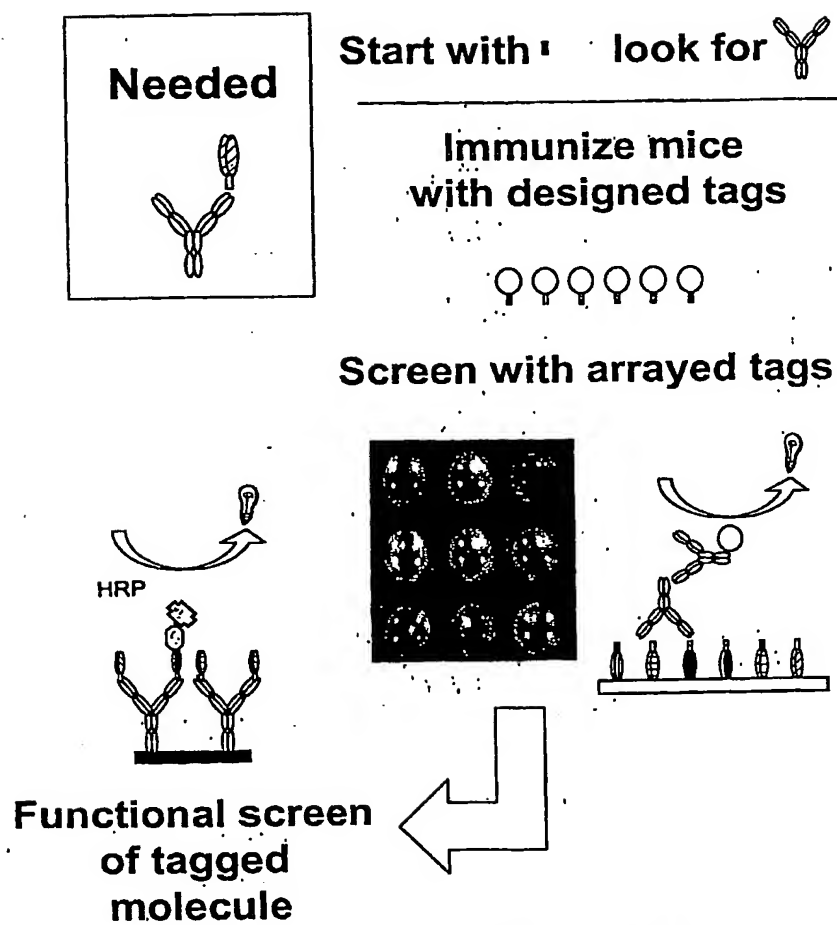 Needed
Start with look for
Immunize mice
with designed tags
Screen with arrayed tags
HRP
Functional screen
of tagged
molecule